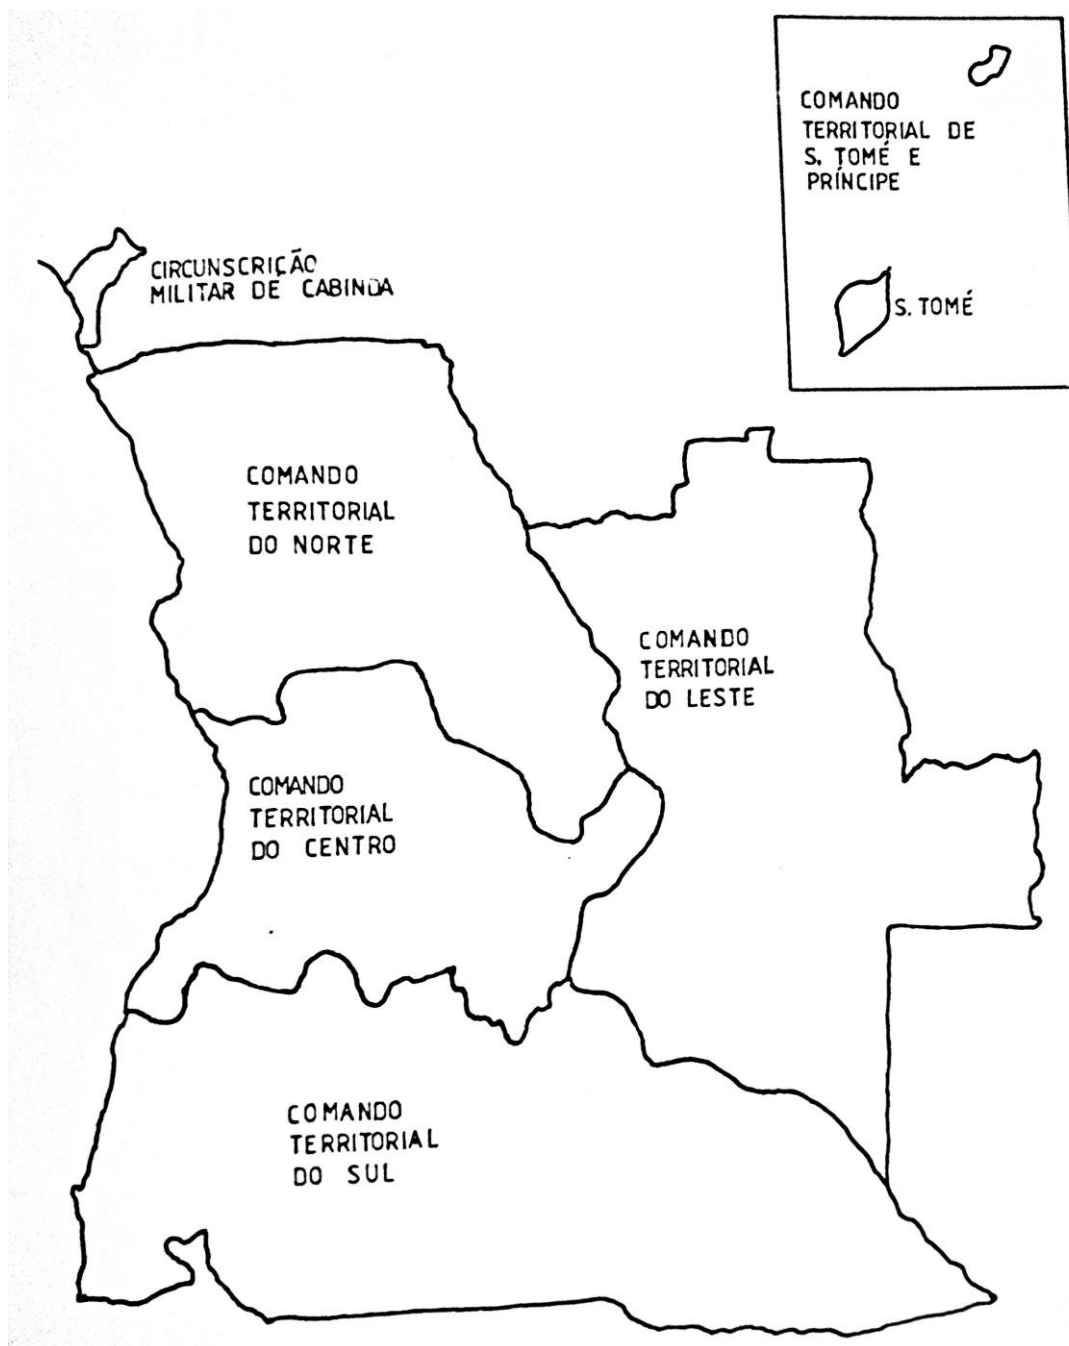 COMANDO
TERRITORIAL DE
S. TOMÉ E
PRÍNCIPE
S. TOMÉ
CIRCUNSCRIÇÃO
MILITAR DE CABINDA
COMANDO
TERRITORIAL
DO NORTE
COMANDO
TERRITORIAL
DO LESTE
COMANDO
TERRITORIAL
DO CENTRO
COMANDO
TERRITORIAL
DO SUL